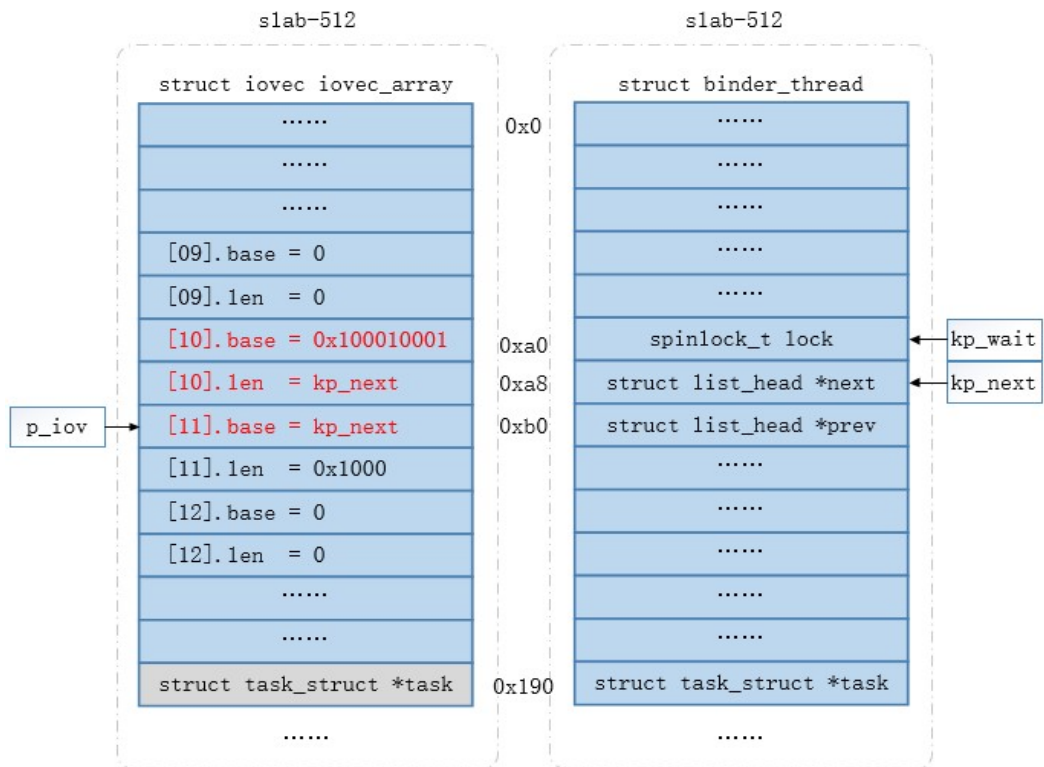 slab-512
struct iovec iovec_array
……
……
……
[09].base = 0
[09].len = 0
[10].base = 0x100010001
[10].len = kp_next
p_iov
[11].base = kp_next
[11].len = 0x1000
[12].base = 0
[12].len = 0
……
……
struct task_struct *task
……
0x0
0xa0
0xa8
0xb0
0x190
slab-512
struct binder_thread
……
……
……
……
……
spinlock_t lock
kp_wait
struct list_head *next
kp_next
struct list_head *prev
……
……
……
……
……
struct task_struct *task
……